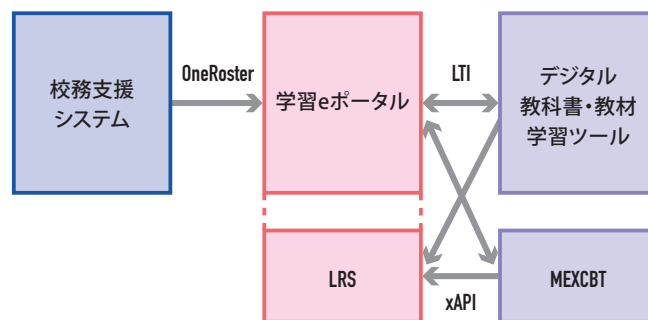 校務支援
システム
OneRoster
学習eポータル
LTI
デジタル
教科書・教材
学習ツール
LRS
xAPI
MEXCBT